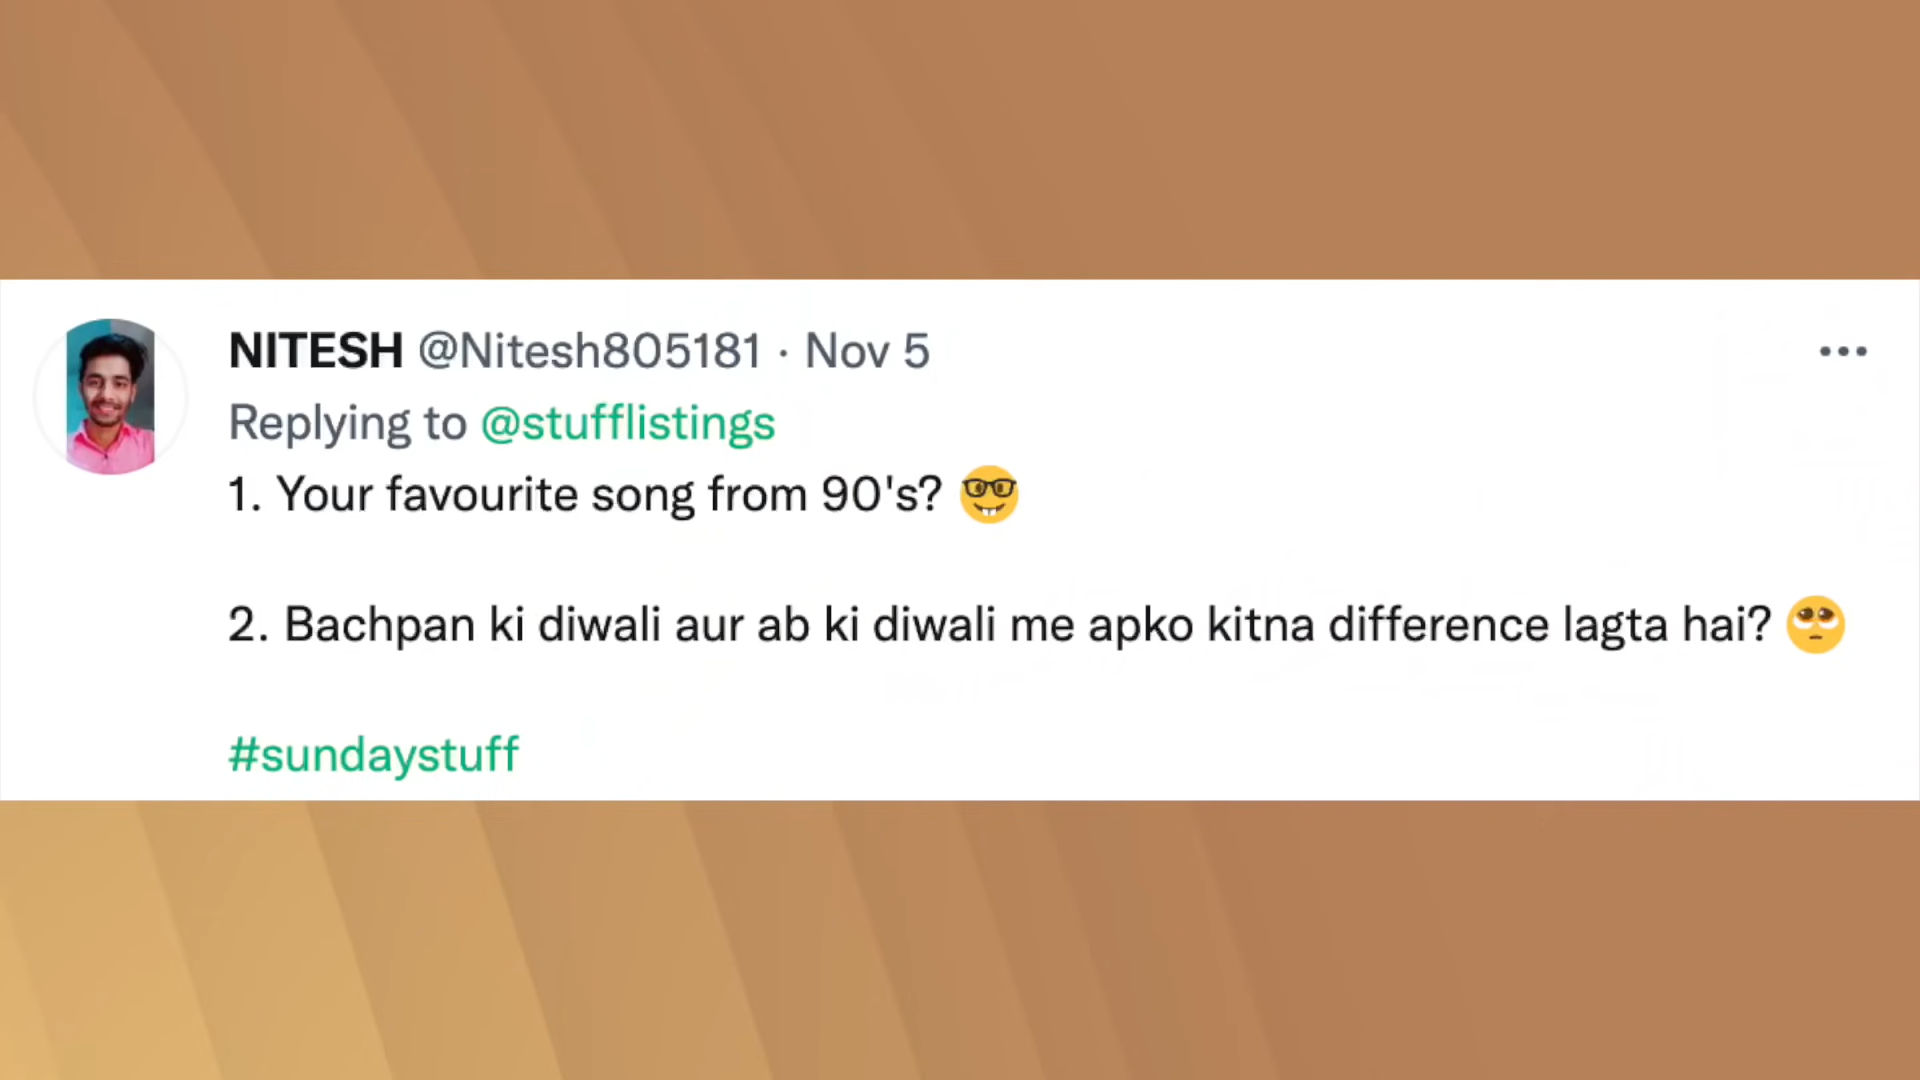 NITESH @Nitesh805181 · Nov 5
Replying to @stufflistings
1. Your favourite song from 90's? 🤓
2. Bachpan ki diwali aur ab ki diwali me apko kitna difference lagta hai? 🥺
#sundaystuff